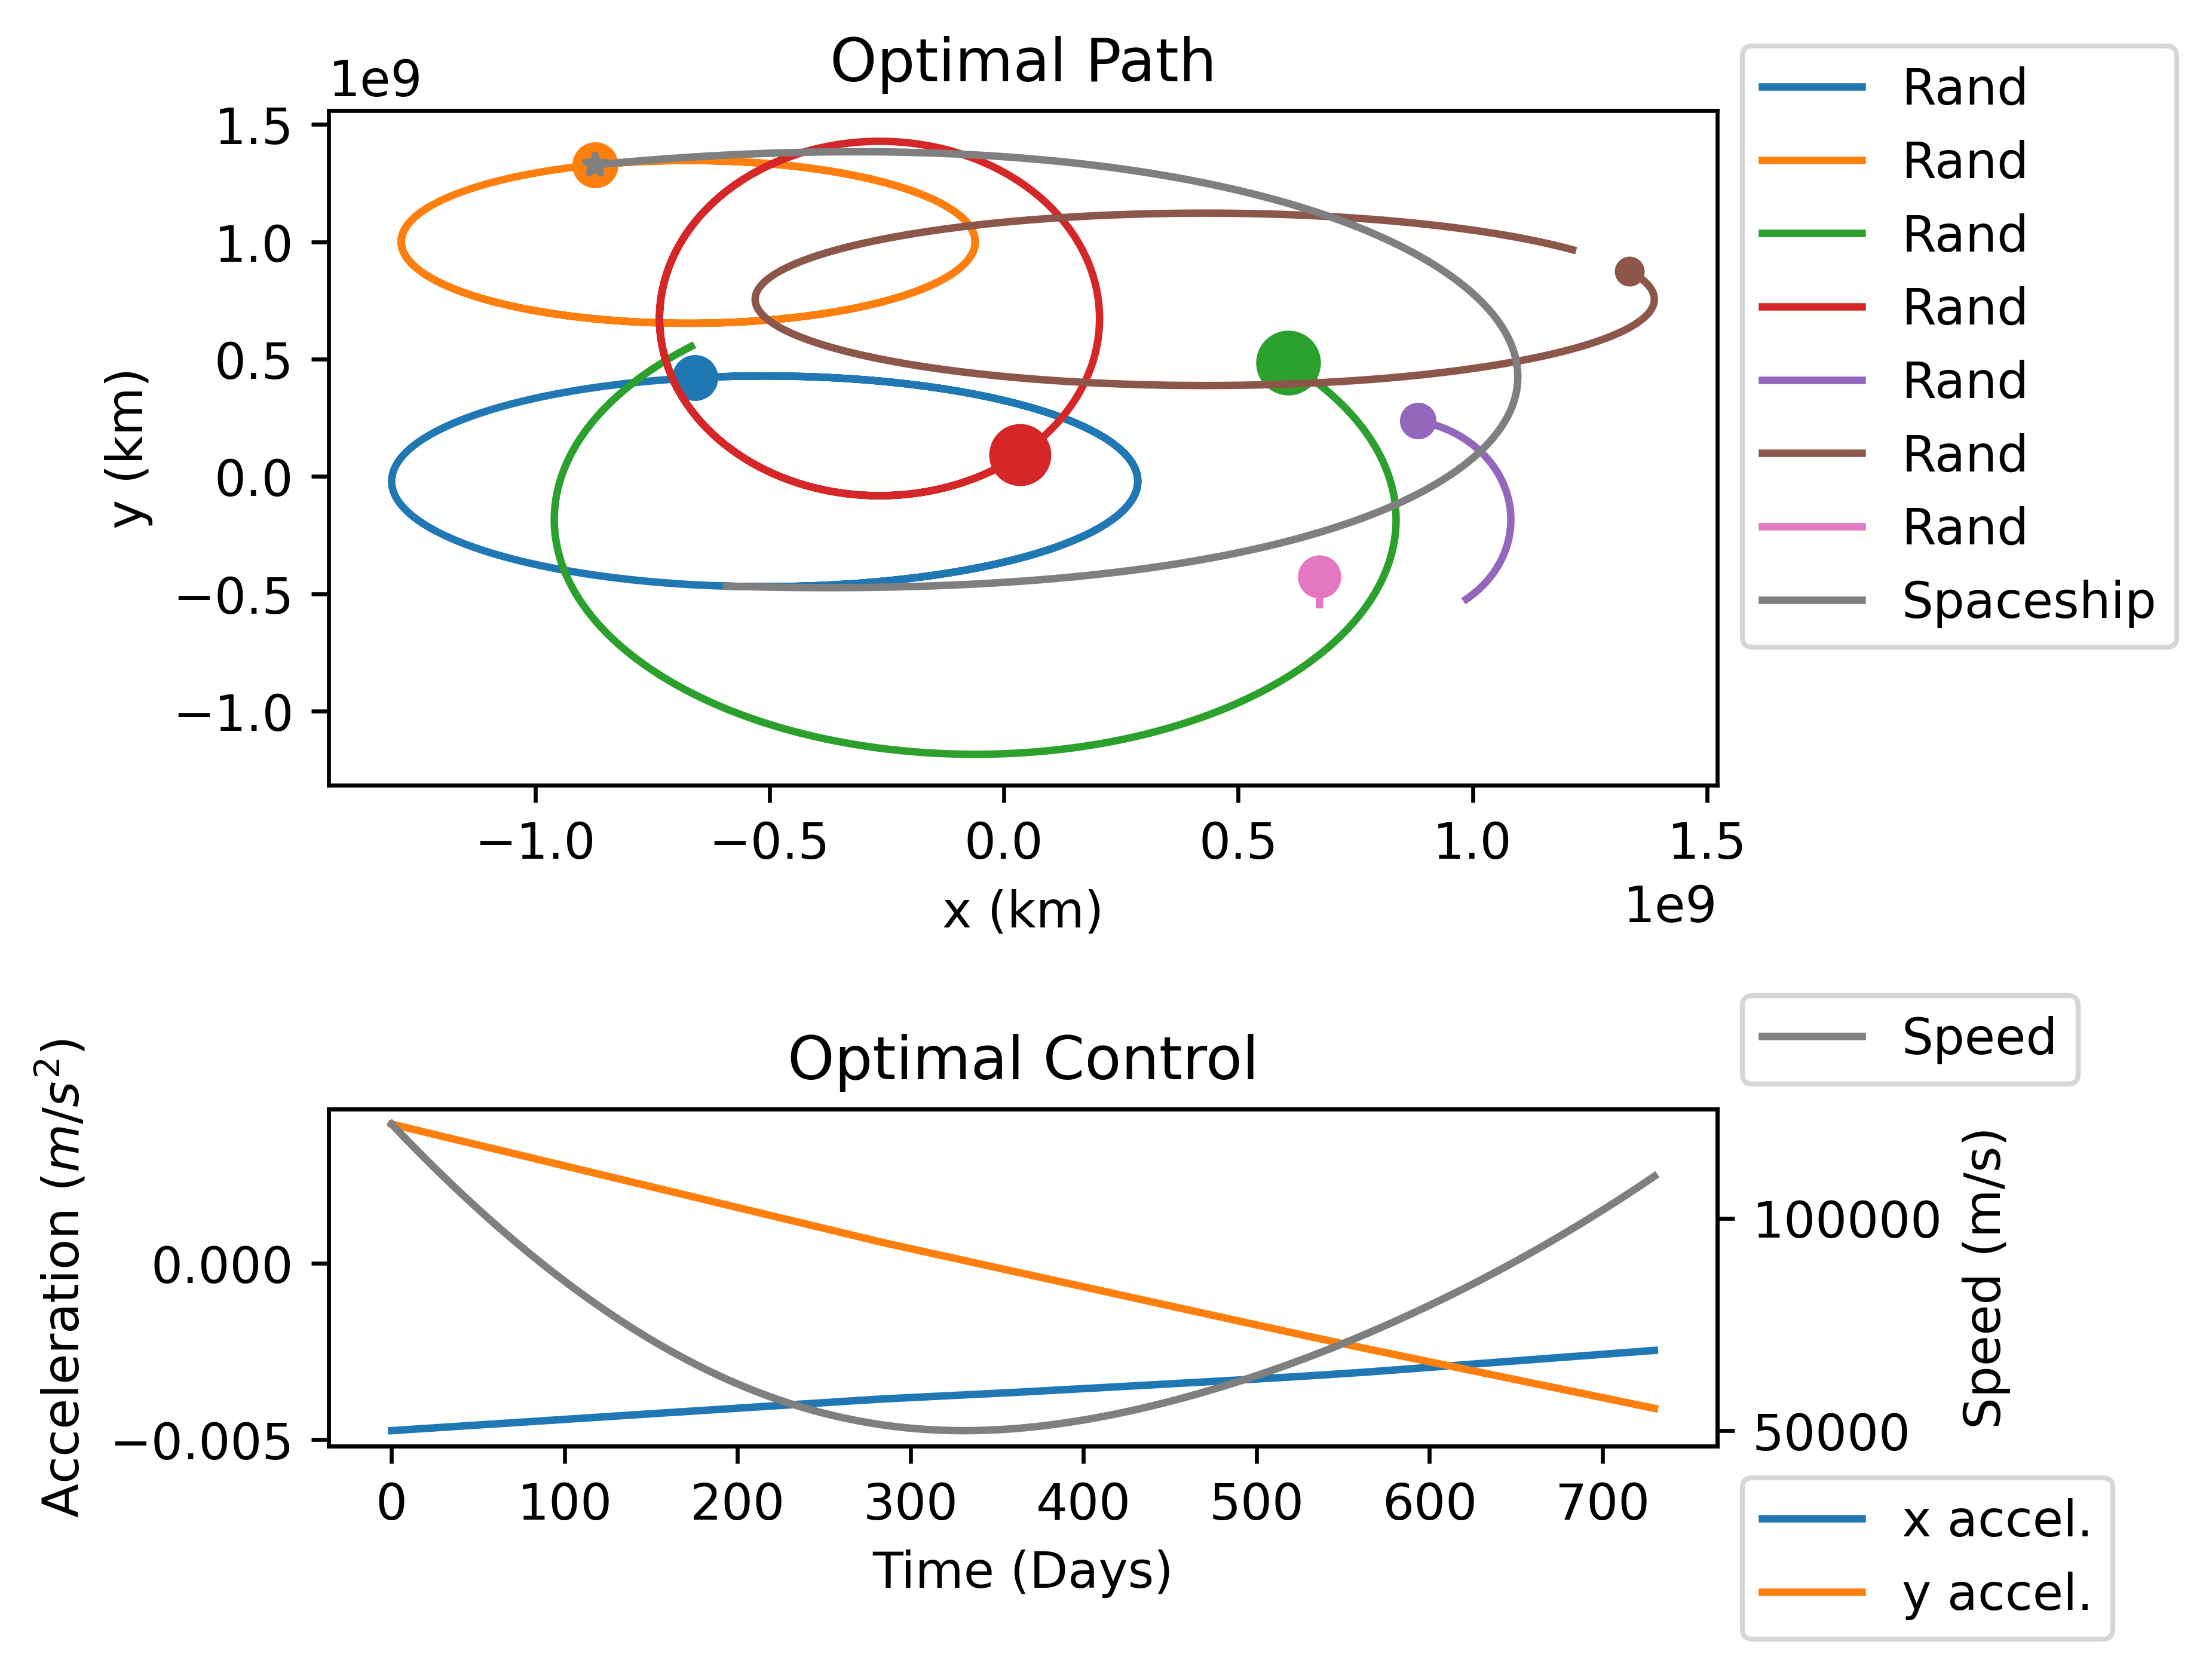 Optimal Path
1e9
1.5
1.0
0.5
0.0
−0.5
−1.0
y (km)
−1.0 −0.5 0.0 0.5 1.0 1.5
1e9
x (km)
Rand
Rand
Rand
Rand
Rand
Rand
Rand
Spaceship
Optimal Control
Speed
Acceleration (m/s²)
0.000
−0.005
100000
50000
Speed (m/s)
0 100 200 300 400 500 600 700
Time (Days)
x accel.
y accel.